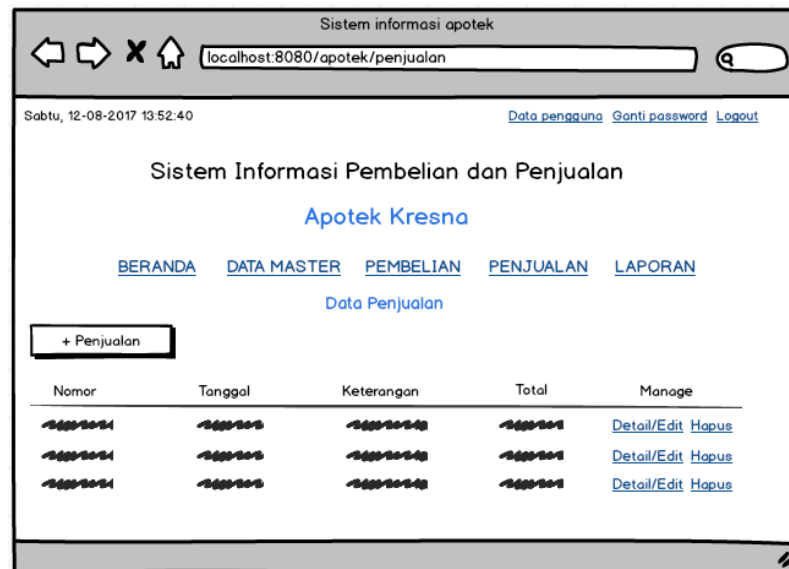 Sistem informasi apotek
localhost:8080/apotek/penjualan
Sabtu, 12-08-2017 13:52:40 Data pengguna Ganti password Logout
Sistem Informasi Pembelian dan Penjualan
Apotek Kresna
BERANDA DATA MASTER PEMBELIAN PENJUALAN LAPORAN
Data Penjualan
+ Penjualan
Nomor Tanggal Keterangan Total Manage
Detail/Edit Hapus
Detail/Edit Hapus
Detail/Edit Hapus